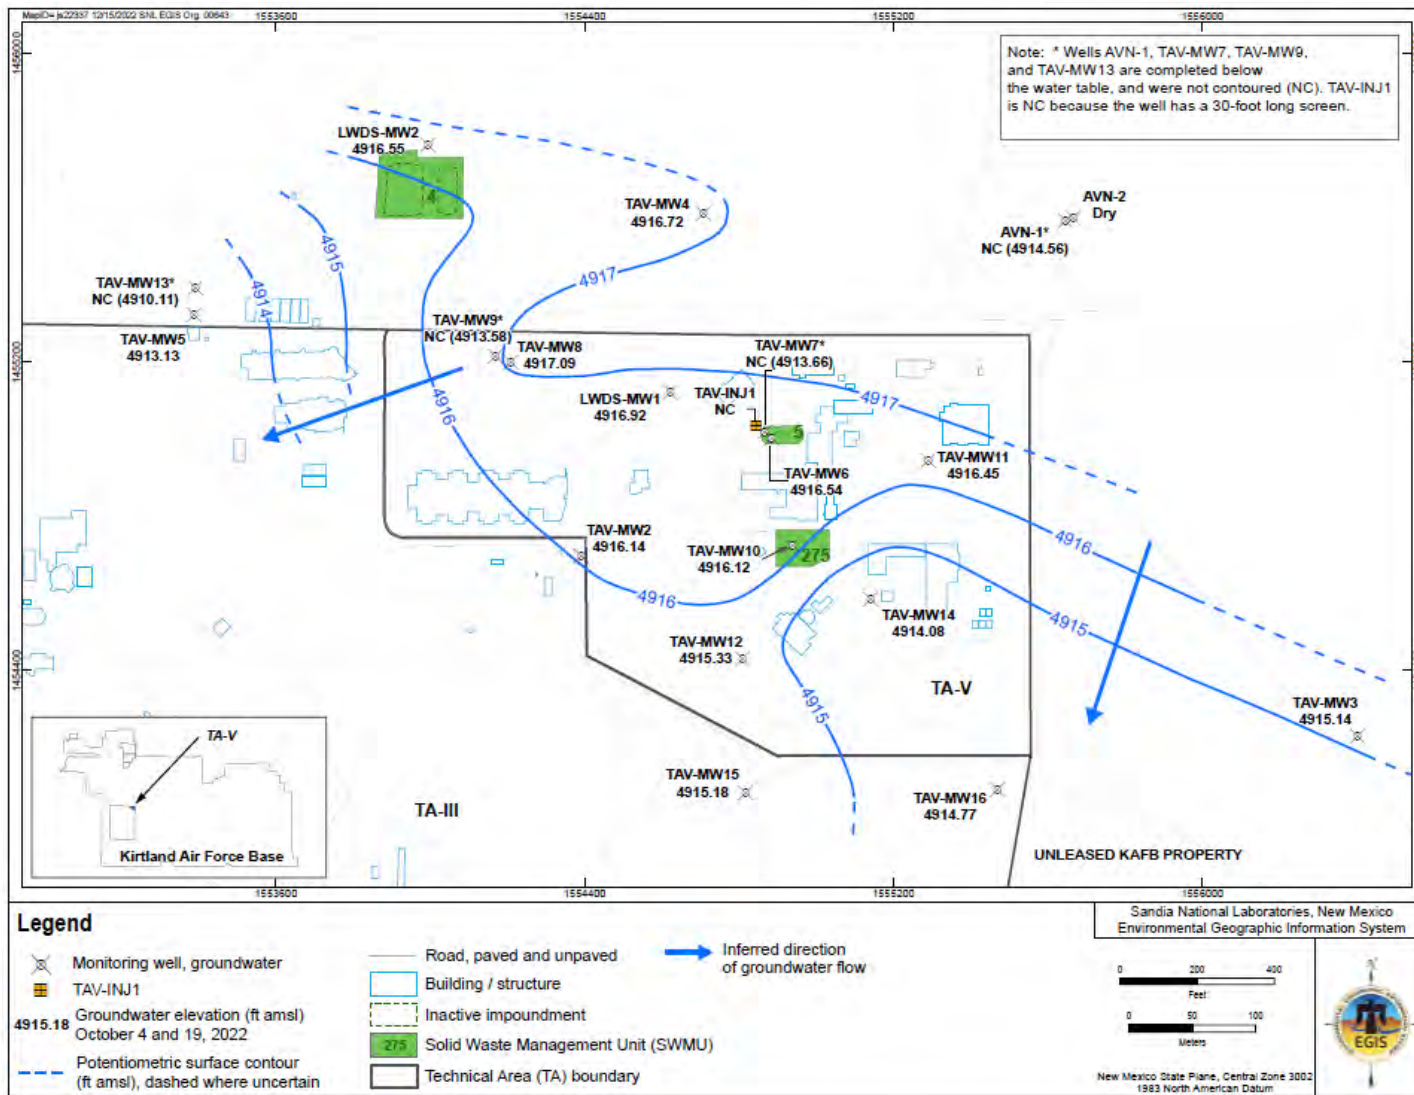 MapID= js22337 12/15/2022 SNL EGIS Org. 00643
1553600
1554400
1555200
1556000
1456000
1455200
1454400
Note: * Wells AVN-1, TAV-MW7, TAV-MW9,
and TAV-MW13 are completed below
the water table, and were not contoured (NC). TAV-INJ1
is NC because the well has a 30-foot long screen.
LWDS-MW2
4916.55
4
TAV-MW4
4916.72
AVN-2
Dry
AVN-1*
NC (4914.56)
4915
4917
TAV-MW13*
NC (4910.11)
4914
TAV-MW9*
NC (4913.58)
TAV-MW5
4913.13
TAV-MW8
4917.09
TAV-MW7*
NC (4913.66)
LWDS-MW1
4916.92
TAV-INJ1
NC
4916
4917
5
TAV-MW11
4916.45
TAV-MW6
4916.54
TAV-MW2
4916.14
TAV-MW10
4916.12
275
4916
4916
TAV-MW14
4914.08
4915
TAV-MW12
4915.33
TA-V
4915
TAV-MW3
4915.14
TA-V
TAV-MW15
4915.18
TAV-MW16
4914.77
TA-III
Kirtland Air Force Base
UNLEASED KAFB PROPERTY
1553600
1554400
1555200
1556000
Legend
Monitoring well, groundwater
TAV-INJ1
4915.18 Groundwater elevation (ft amsl)
October 4 and 19, 2022
Potentiometric surface contour
(ft amsl), dashed where uncertain
Road, paved and unpaved
Building / structure
Inactive impoundment
275 Solid Waste Management Unit (SWMU)
Technical Area (TA) boundary
Inferred direction
of groundwater flow
Sandia National Laboratories, New Mexico
Environmental Geographic Information System
0 200 400
Feet
0 50 100
Meters
New Mexico State Plane, Central Zone 3002
1983 North American Datum
EGIS